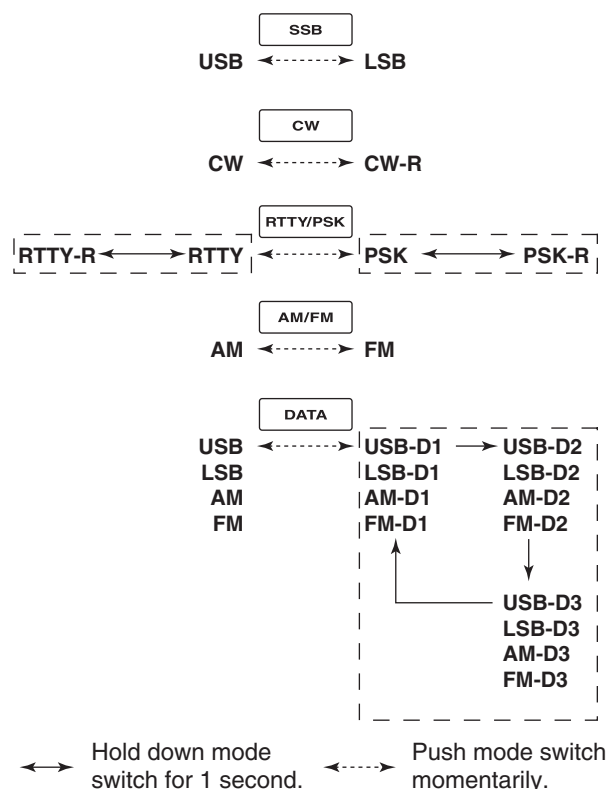 SSB
USB LSB
CW
CW CW-R
RTTY/PSK
RTTY-R RTTY PSK PSK-R
AM/FM
AM FM
DATA
USB USB-D1 USB-D2
LSB LSB-D1 LSB-D2
AM AM-D1 AM-D2
FM FM-D1 FM-D2
USB-D3
LSB-D3
AM-D3
FM-D3
Hold down mode
switch for 1 second.
Push mode switch
momentarily.